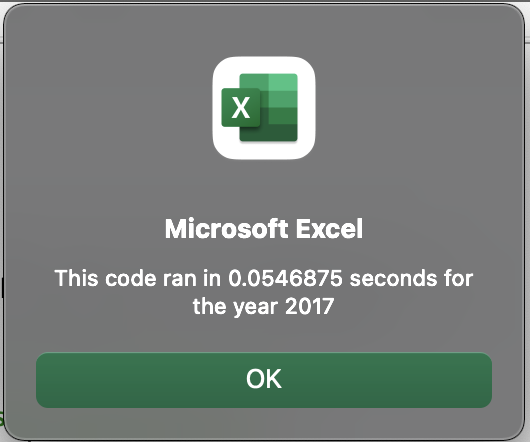 X
Microsoft Excel
This code ran in 0.0546875 seconds for
the year 2017
OK